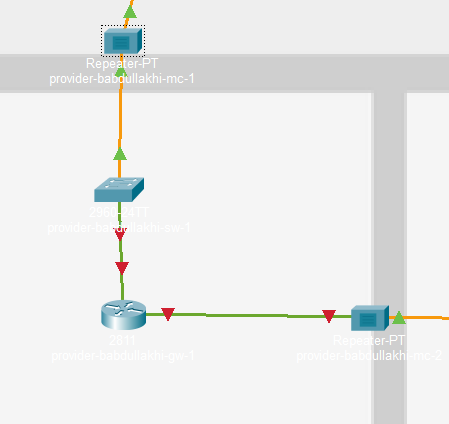 Repeater-PT
provider-babdullakhi-mc-1
2960-24TT
provider-babdullakhi-sw-1
2811
provider-babdullakhi-gw-1
Repeater-PT
provider-babdullakhi-mc-2